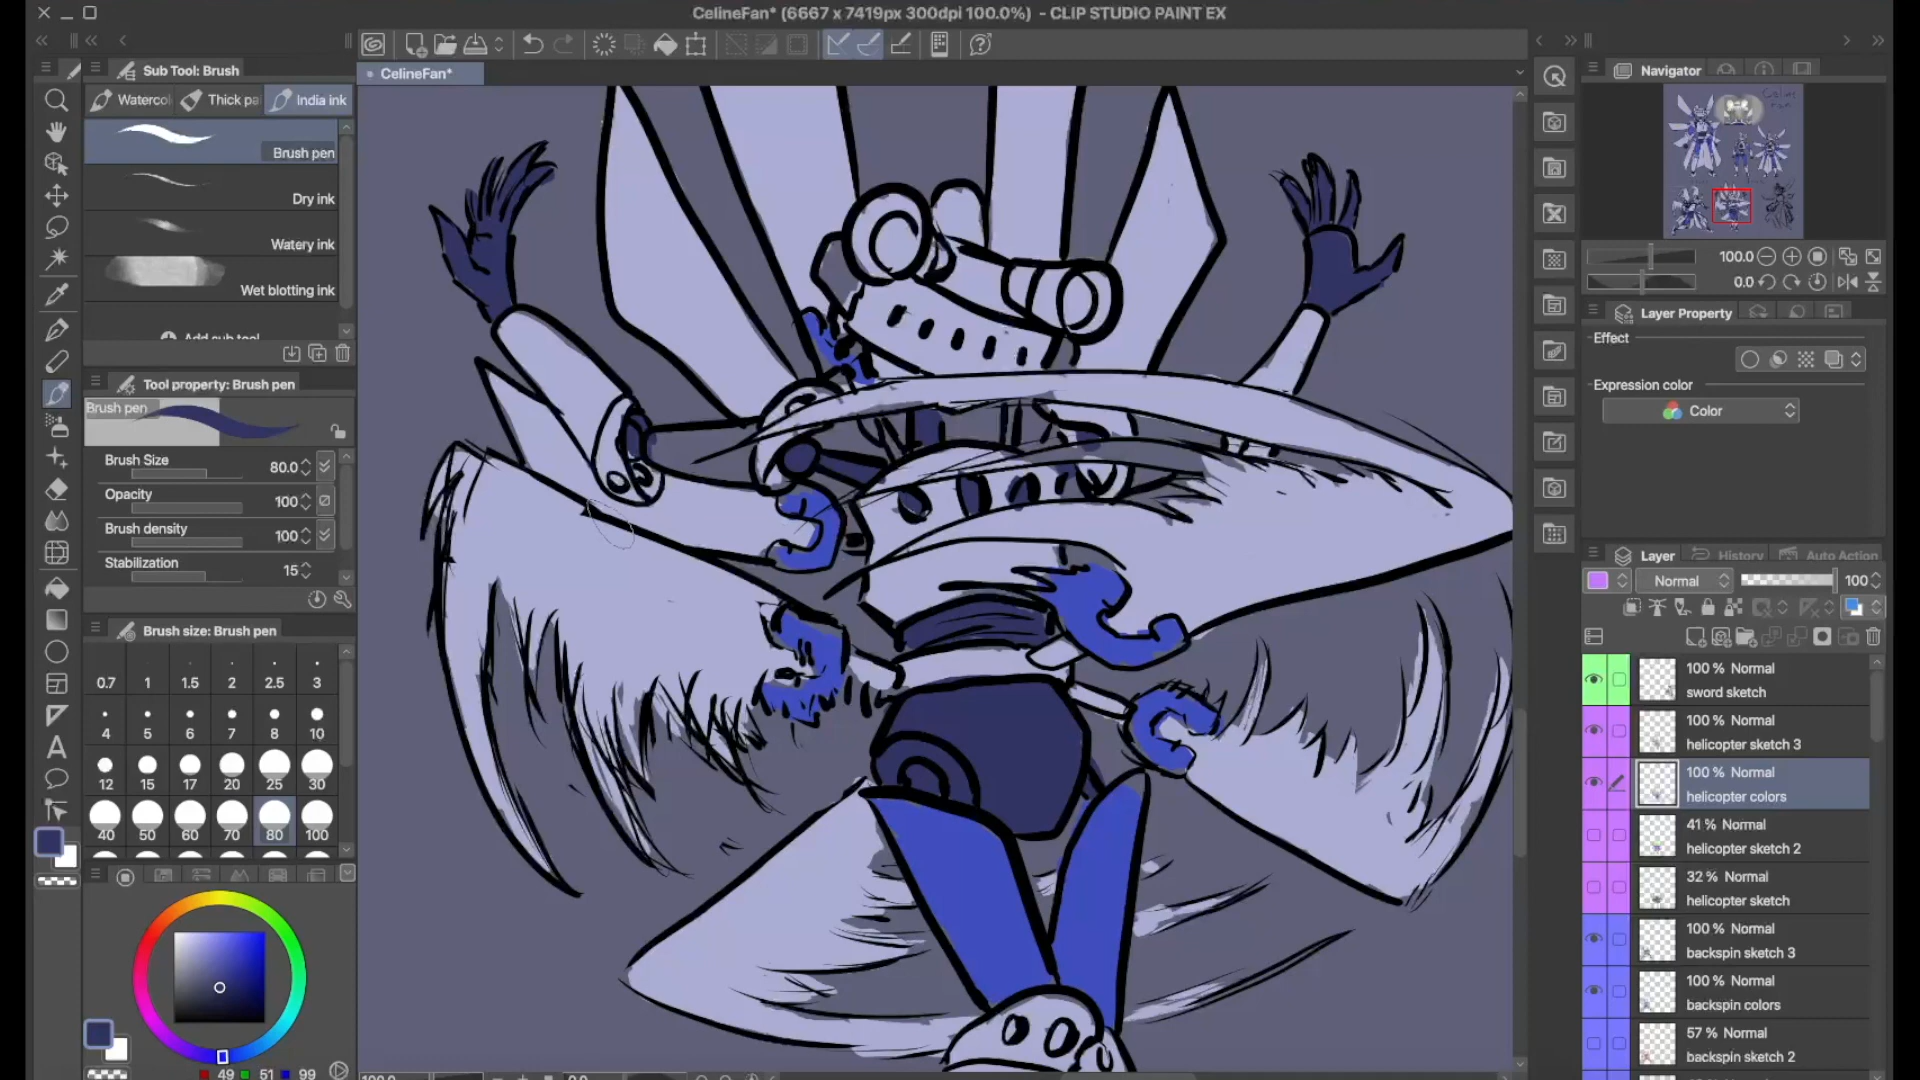 CelineFan* (6667 x 7419px 300dpi 100.0%) - CLIP STUDIO PAINT EX
Sub Tool: Brush
CelineFan*
Navigator
Thick pa
India ink
Brush pen
Dry ink
Watery ink
Wet blotting ink
100.0
0.0
Layer Property
Effect
Expression color
Color
Tool property: Brush pen
Brush pen
Brush Size
80.0
Opacity
100
Brush density
100
Stabilization
15
Brush size: Brush pen
0.7 1 1.5 2 2.5 3
4 5 6 7 8 10
12 15 17 20 25 30
40 50 60 70 80 100
49 51 99
Layer
History
Auto Action
Normal
100
100 % Normal
sword sketch
100 % Normal
helicopter sketch 3
100 % Normal
helicopter colors
41 % Normal
helicopter sketch 2
32 % Normal
helicopter sketch
100 % Normal
backspin sketch 3
100 % Normal
backspin colors
57 % Normal
backspin sketch 2